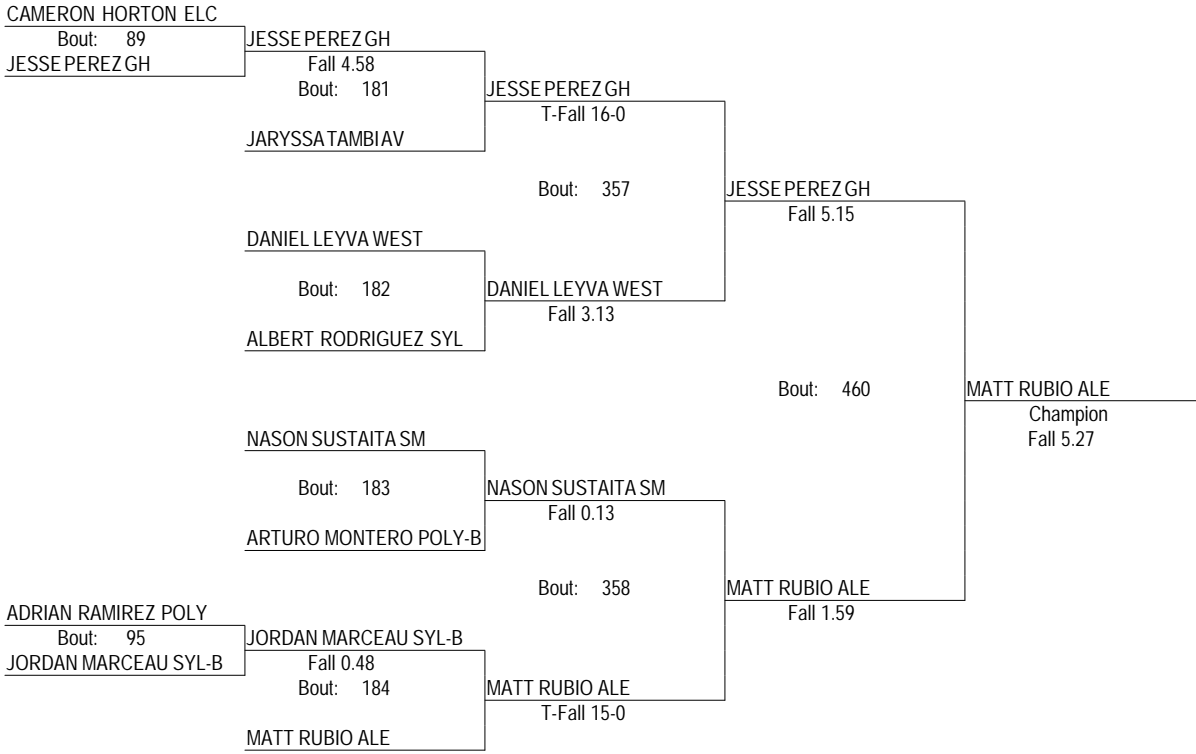 CAMERON HORTON ELC
Bout: 89
JESSE PEREZ GH
JESSE PEREZ GH
Fall 4.58
Bout: 181
JESSE PEREZ GH
T-Fall 16-0
JARYSSA TAMBI AV
Bout: 357
JESSE PEREZ GH
Fall 5.15
DANIEL LEYVA WEST
Bout: 182
DANIEL LEYVA WEST
Fall 3.13
ALBERT RODRIGUEZ SYL
Bout: 460
MATT RUBIO ALE
Champion
Fall 5.27
NASON SUSTAITA SM
Bout: 183
NASON SUSTAITA SM
Fall 0.13
ARTURO MONTERO POLY-B
Bout: 358
MATT RUBIO ALE
Fall 1.59
ADRIAN RAMIREZ POLY
Bout: 95
JORDAN MARCEAU SYL-B
JORDAN MARCEAU SYL-B
Fall 0.48
Bout: 184
MATT RUBIO ALE
T-Fall 15-0
MATT RUBIO ALE